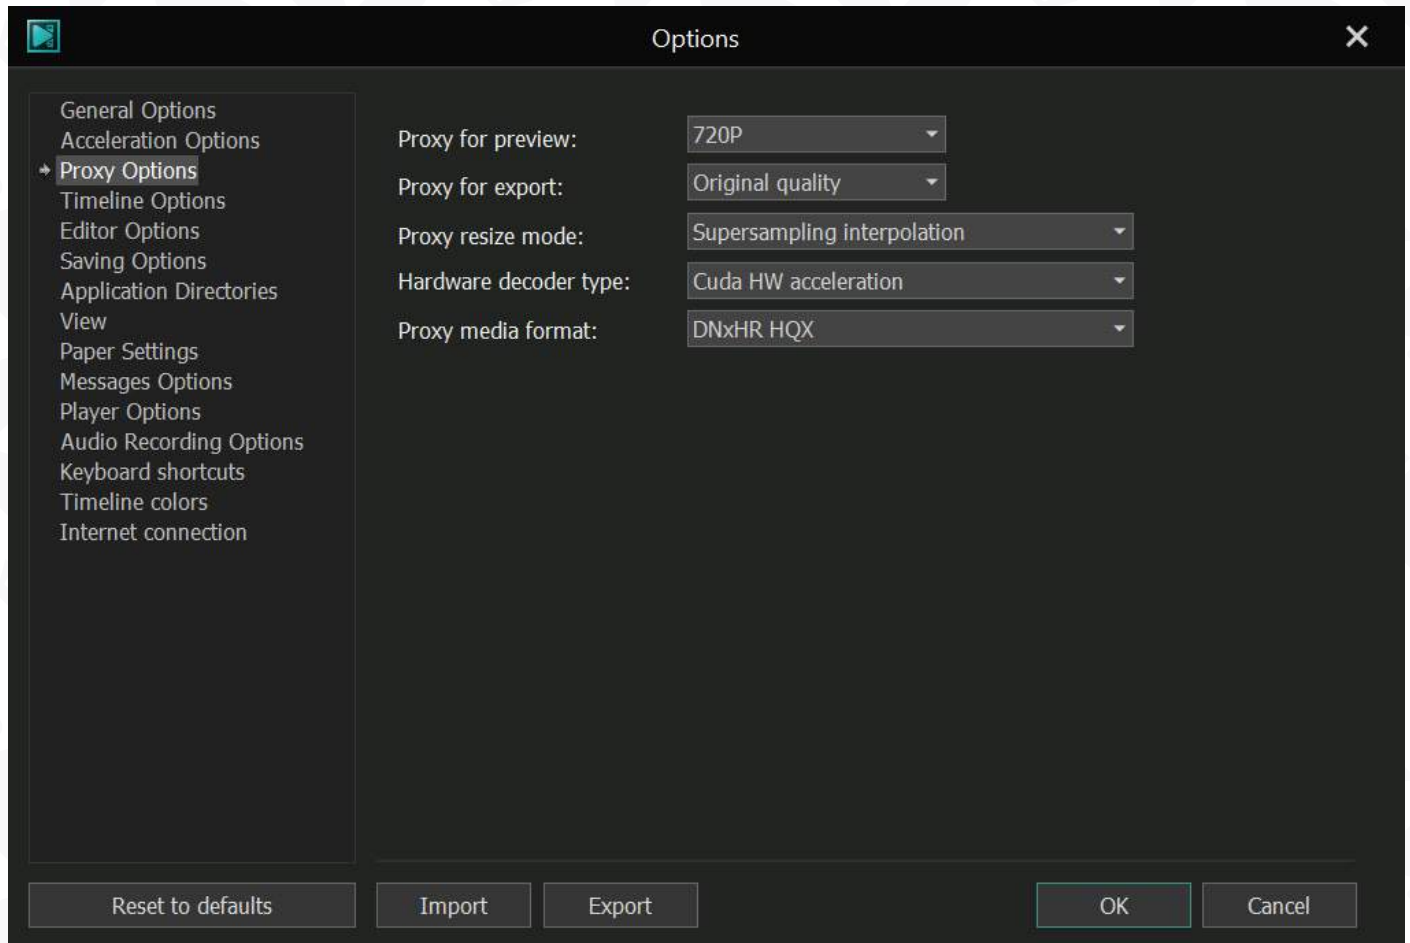 Options
General Options
Acceleration Options
Proxy Options
Timeline Options
Editor Options
Saving Options
Application Directories
View
Paper Settings
Messages Options
Player Options
Audio Recording Options
Keyboard shortcuts
Timeline colors
Internet connection
Proxy for preview: 720P
Proxy for export: Original quality
Proxy resize mode: Supersampling interpolation
Hardware decoder type: Cuda HW acceleration
Proxy media format: DNxHR HQX
Reset to defaults Import Export OK Cancel